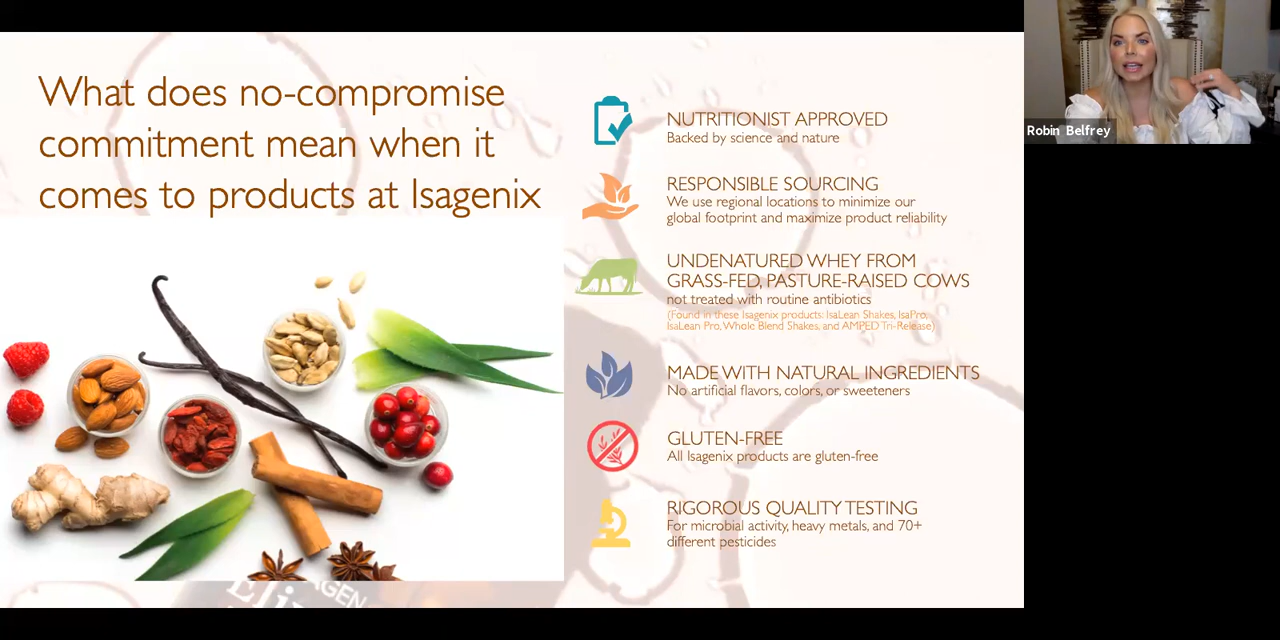 What does no-compromise
commitment mean when it
comes to products at Isagenix
NUTRITIONIST APPROVED
Backed by science and nature
RESPONSIBLE SOURCING
We use regional locations to minimize our
global footprint and maximize product reliability
UNDENATURED WHEY FROM
GRASS-FED, PASTURE-RAISED COWS
not treated with routine antibiotics
(Found in these Isagenix products: IsaLean Shakes, IsaPro,
IsaLean Pro, Whole Blend Shakes, and AMPED Tri-Release)
MADE WITH NATURAL INGREDIENTS
No artificial flavors, colors, or sweeteners
GLUTEN-FREE
All Isagenix products are gluten-free
RIGOROUS QUALITY TESTING
For microbial activity, heavy metals, and 70+
different pesticides
Robin Belfrey